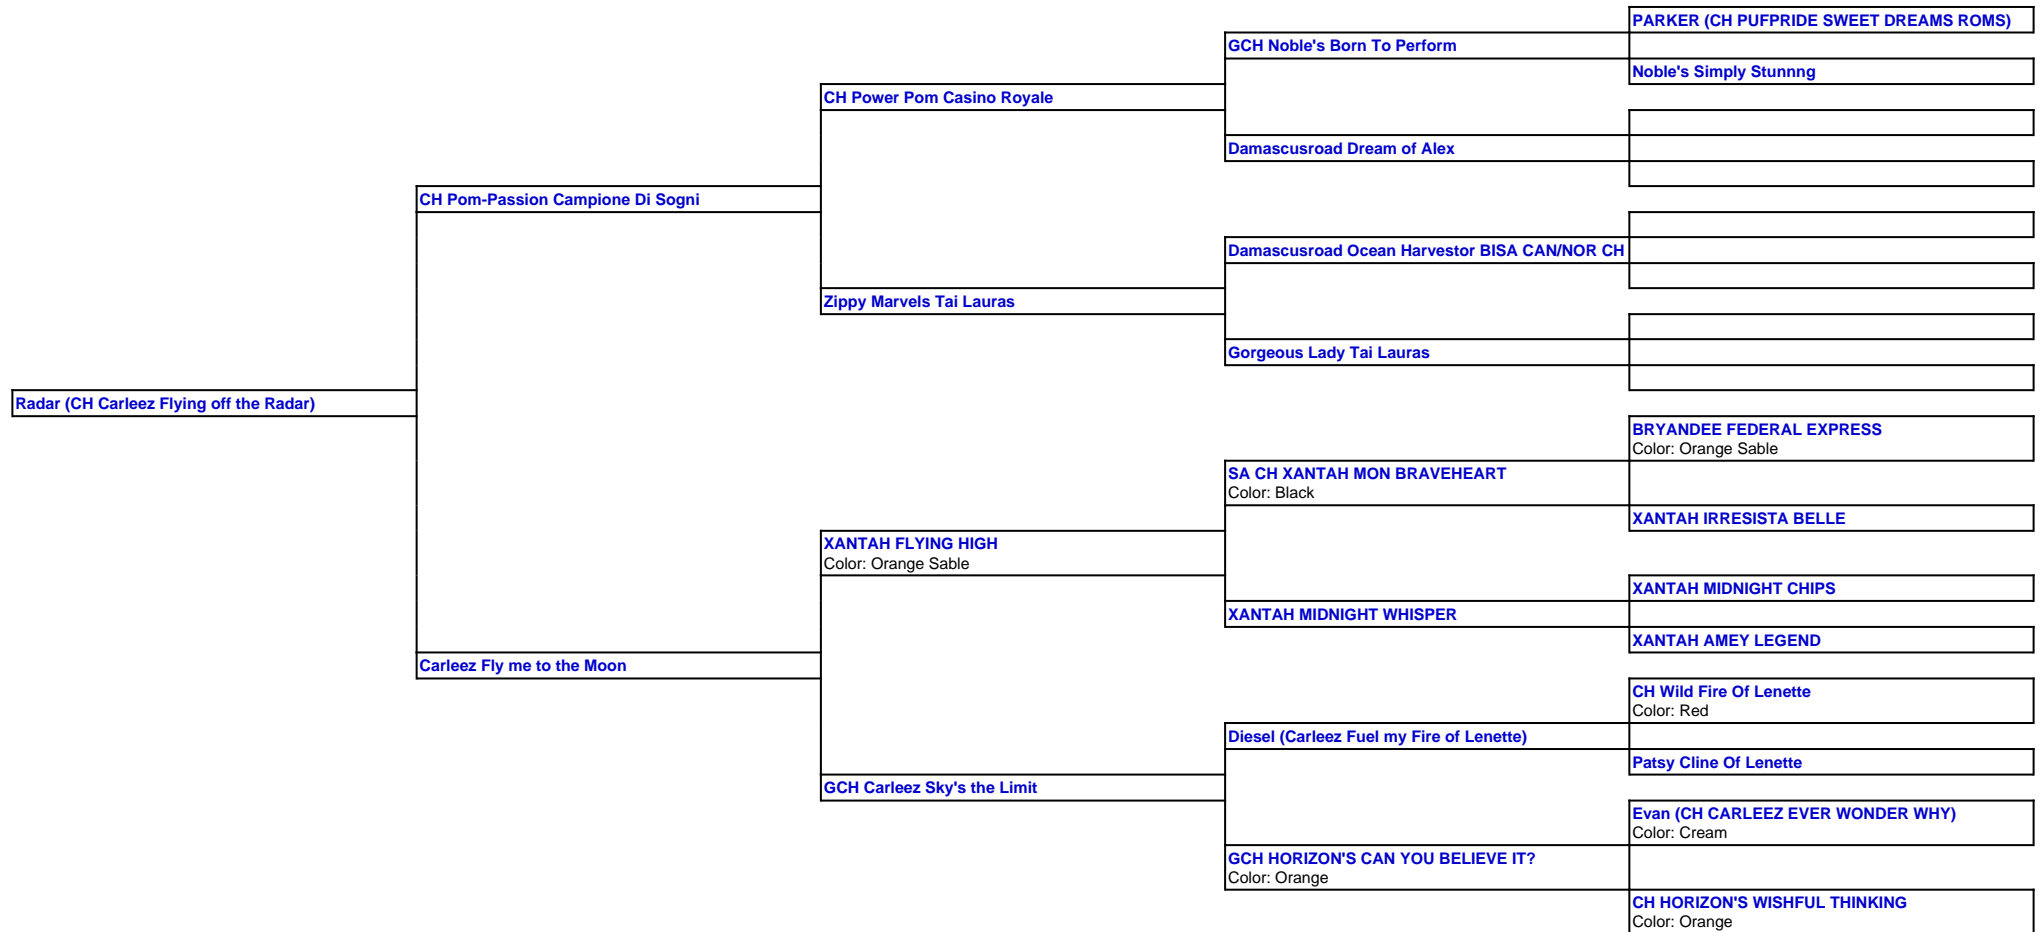 PARKER (CH PUFPRIDE SWEET DREAMS ROMS)
GCH Noble's Born To Perform
Noble's Simply Stunnng
CH Power Pom Casino Royale
Damascusroad Dream of Alex
CH Pom-Passion Campione Di Sogni
Damascusroad Ocean Harvestor BISA CAN/NOR CH
Zippy Marvels Tai Lauras
Gorgeous Lady Tai Lauras
Radar (CH Carleez Flying off the Radar)
BRYANDEE FEDERAL EXPRESS
Color: Orange Sable
SA CH XANTAH MON BRAVEHEART
Color: Black
XANTAH IRRESISTA BELLE
XANTAH FLYING HIGH
Color: Orange Sable
XANTAH MIDNIGHT CHIPS
XANTAH MIDNIGHT WHISPER
XANTAH AMEY LEGEND
Carleez Fly me to the Moon
CH Wild Fire Of Lenette
Color: Red
Diesel (Carleez Fuel my Fire of Lenette)
Patsy Cline Of Lenette
GCH Carleez Sky's the Limit
Evan (CH CARLEEZ EVER WONDER WHY)
Color: Cream
GCH HORIZON'S CAN YOU BELIEVE IT?
Color: Orange
CH HORIZON'S WISHFUL THINKING
Color: Orange